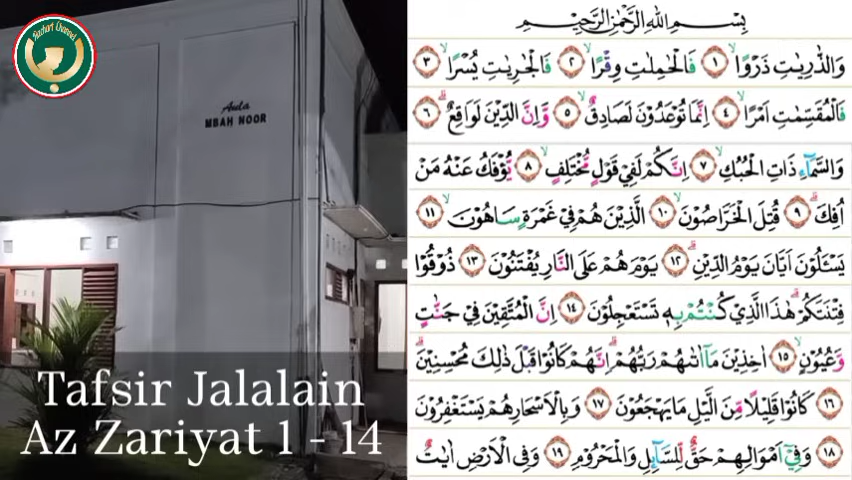 Bachort Channel
Aula
MBAH NOOR
Tafsir Jalalain
Az Zariyat 1 - 14
بِسْمِ اللّٰهِ الرَّحْمٰنِ الرَّحِيْمِ
وَالذّٰرِيٰتِ ذَرْوًاۙ ١ فَالْحٰمِلٰتِ وِقْرًاۙ ٢ فَالْجٰرِيٰتِ يُسْرًاۙ ٣
فَالْمُقَسِّمٰتِ اَمْرًاۙ ٤ اِنَّمَا تُوْعَدُوْنَ لَصَادِقٌۙ ٥ وَّاِنَّ الدِّيْنَ لَوَاقِعٌۗ ٦
وَالسَّمَاۤءِ ذَاتِ الْحُبُكِۙ ٧ اِنَّكُمْ لَفِيْ قَوْلٍ مُّخْتَلِفٍۙ ٨ يُّؤْفَكُ عَنْهُ مَنْ
اُفِكَۗ ٩ قُتِلَ الْخَرَّاصُوْنَۙ ١٠ الَّذِيْنَ هُمْ فِيْ غَمْرَةٍ سَاهُوْنَۙ ١١
يَسْـَٔلُوْنَ اَيَّانَ يَوْمُ الدِّيْنِۗ ١٢ يَوْمَ هُمْ عَلَى النَّارِ يُفْتَنُوْنَ ١٣ ذُوْقُوْا
فِتْنَتَكُمْۗ هٰذَا الَّذِيْ كُنْتُمْ بِهٖ تَسْتَعْجِلُوْنَ ١٤ اِنَّ الْمُتَّقِيْنَ فِيْ جَنّٰتٍ
وَّعُيُوْنٍۙ ١٥ اٰخِذِيْنَ مَآ اٰتٰىهُمْ رَبُّهُمْۗ اِنَّهُمْ كَانُوْا قَبْلَ ذٰلِكَ مُحْسِنِيْنَۗ
١٦ كَانُوْا قَلِيْلًا مِّنَ الَّيْلِ مَا يَهْجَعُوْنَ ١٧ وَبِالْاَسْحَارِ هُمْ يَسْتَغْفِرُوْنَ
١٨ وَفِيْٓ اَمْوَالِهِمْ حَقٌّ لِّلسَّاۤىِٕلِ وَالْمَحْرُوْمِ ١٩ وَفِى الْاَرْضِ اٰيٰتٌ